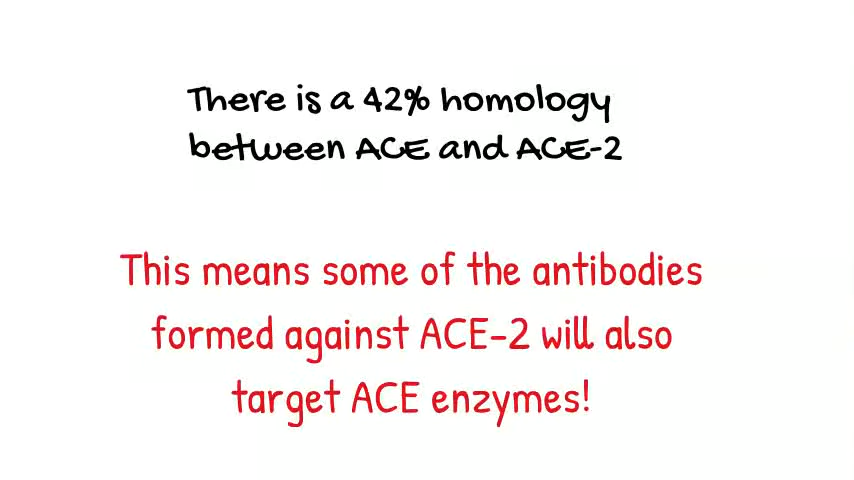 There is a 42% homology
between ACE and ACE-2
This means some of the antibodies
formed against ACE-2 will also
target ACE enzymes!